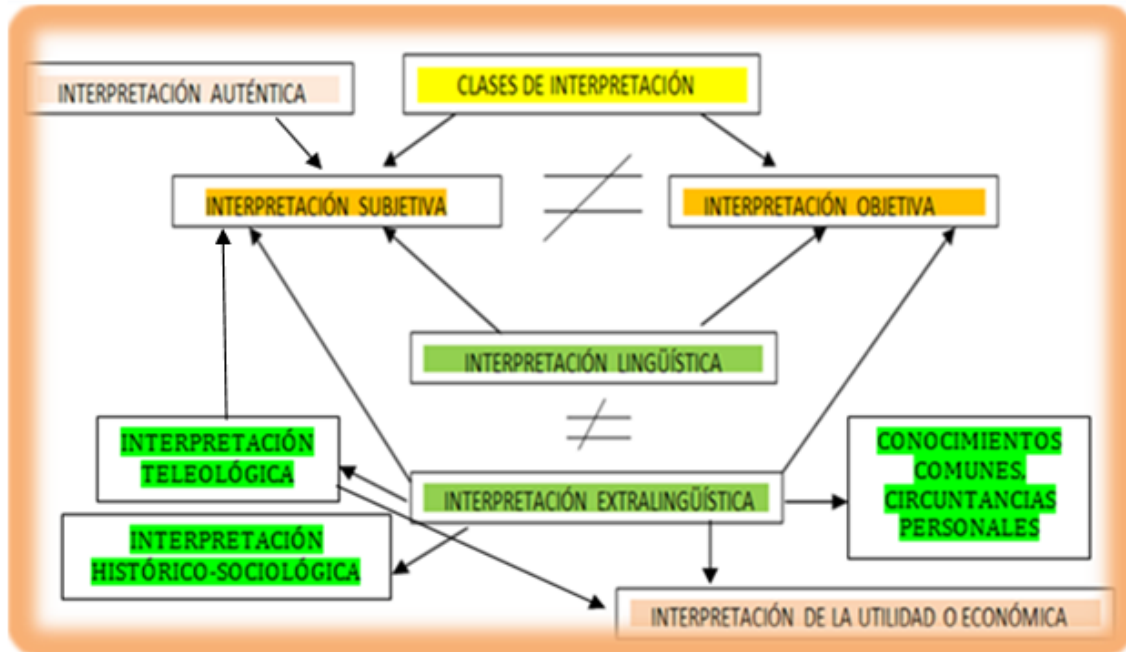 INTERPRETACIÓN AUTÉNTICA
CLASES DE INTERPRETACIÓN
INTERPRETACIÓN SUBJETIVA
INTERPRETACIÓN OBJETIVA
INTERPRETACIÓN LINGÜÍSTICA
INTERPRETACIÓN
TELEOLÓGICA
INTERPRETACIÓN EXTRALINGÜÍSTICA
CONOCIMIENTOS
COMUNES,
CIRCUNTANCIAS
PERSONALES
INTERPRETACIÓN
HISTÓRICO-SOCIOLÓGICA
INTERPRETACIÓN DE LA UTILIDAD O ECONÓMICA